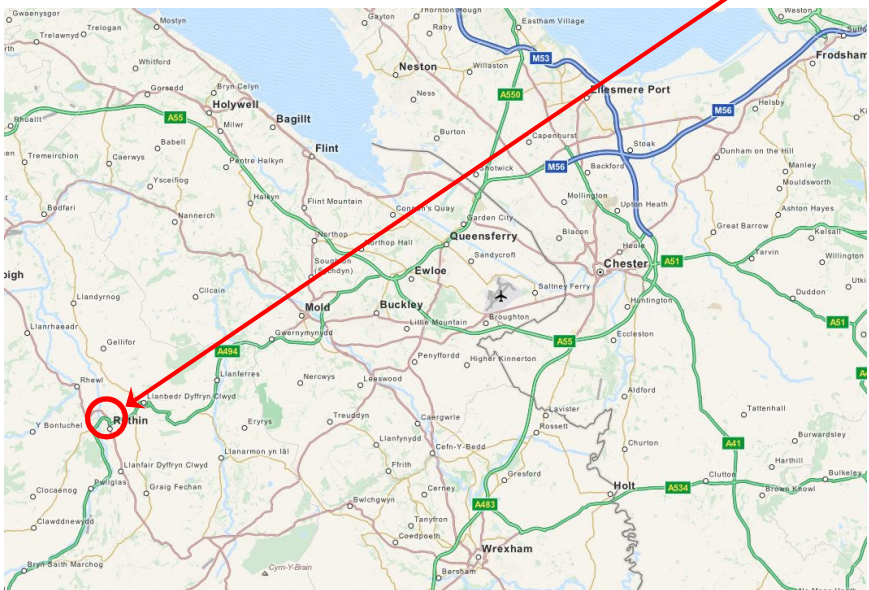 Gwaenysgor
Mostyn
Gayton
Thornton Hough
Eastham Village
Weston
Trelawnyd
Trelogan
Raby
M53
Whitford
Neston
Willaston
Frodsham
Gorsedd
Bryn Celyn
Holywell
Ness
A550
Ellesmere Port
Helsby
Rhuallt
A55
Milwr
Bagillt
M56
Babell
Burton
Capenhurst
Stoak
Tremeirchion
Caerwys
Pentre Halkyn
Flint
Dunham on the Hill
Ysceifiog
Shotwick
M56
Backford
Manley
Mouldsworth
Bodfari
Halkyn
Flint Mountain
Connah's Quay
Mollington
Upton Heath
Ashton Hayes
Nannerch
Garden City
Great Barrow
Northop
Northop Hall
Queensferry
Blacon
Hoole
Kelsall
Sandycroft
Tarvin
Willington
Soughton
(Sychdyn)
Ewloe
Chester
A51
Cilcain
Saltney Ferry
Duddon
Llandyrnog
Mold
Buckley
Huntington
Llanrhaeadr
Little Mountain
Broughton
A51
Gwernymynydd
Eccleston
Gellifor
A494
A55
Penyffordd
Higher Kinnerton
Rhewl
Llanferres
Nercwys
Leeswood
Aldford
Llanbedr Dyffryn Clwyd
Tattenhall
Y Bontuchel
Ruthin
Eryrys
Treuddyn
Caergwrle
Lavister
Rossett
Burwardsley
Llanfynydd
Cefn-Y-Bedd
Churton
A41
Llanarmon yn Iâl
Harthill
Llanfair Dyffryn Clwyd
Ffrith
Gresford
Clutton
Bulkeley
Pwllglas
Graig Fechan
Cerney
Holt
A534
Brown Knowl
Clocaenog
Bwlchgwyn
A483
Clawddnewydd
Tanyfron
Coedpoeth
Wrexham
Bryn Saith Marchog
Cyrn-Y-Brain
Bersham